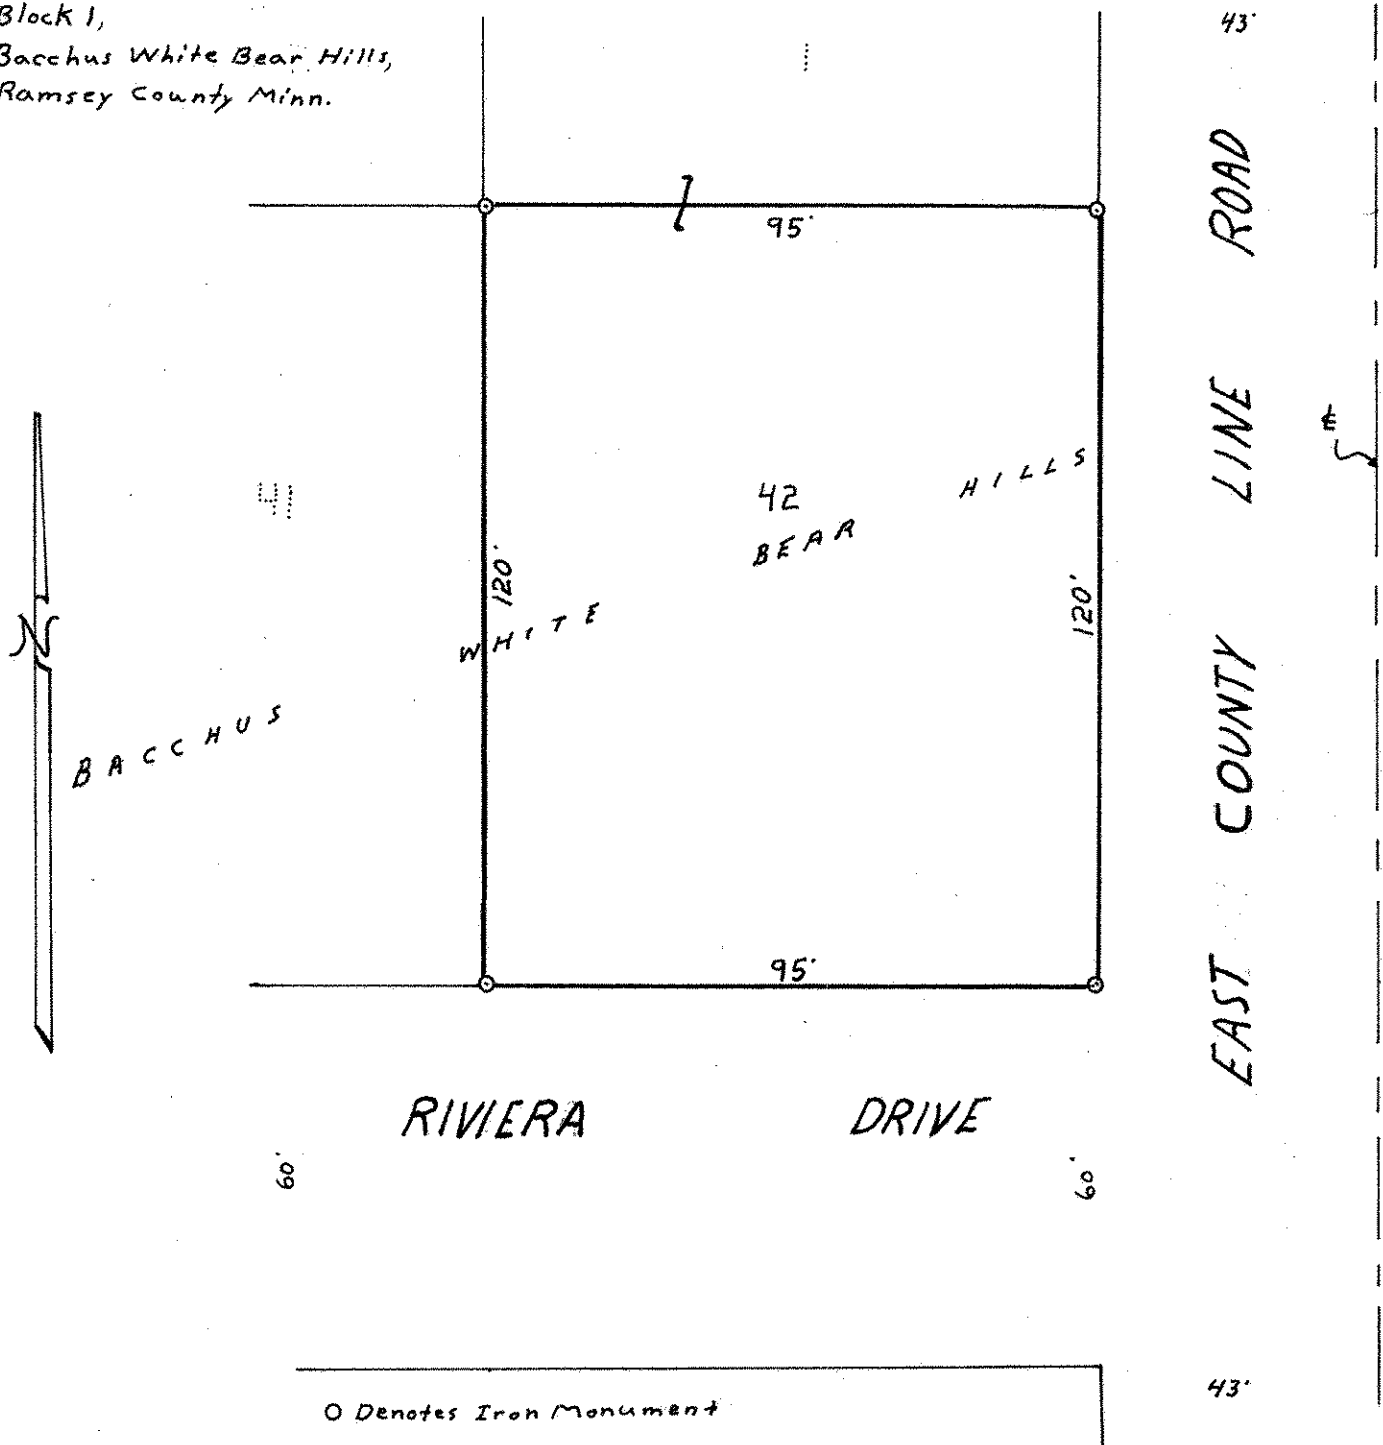 Block 1,
Bacchus White Bear Hills,
Ramsey County Minn.
43'
95'
41
42
BACCHUS WHITE BEAR HILLS
120'
120'
N
EAST COUNTY LINE ROAD
95'
RIVIERA DRIVE
60'
60'
43'
O Denotes Iron Monument